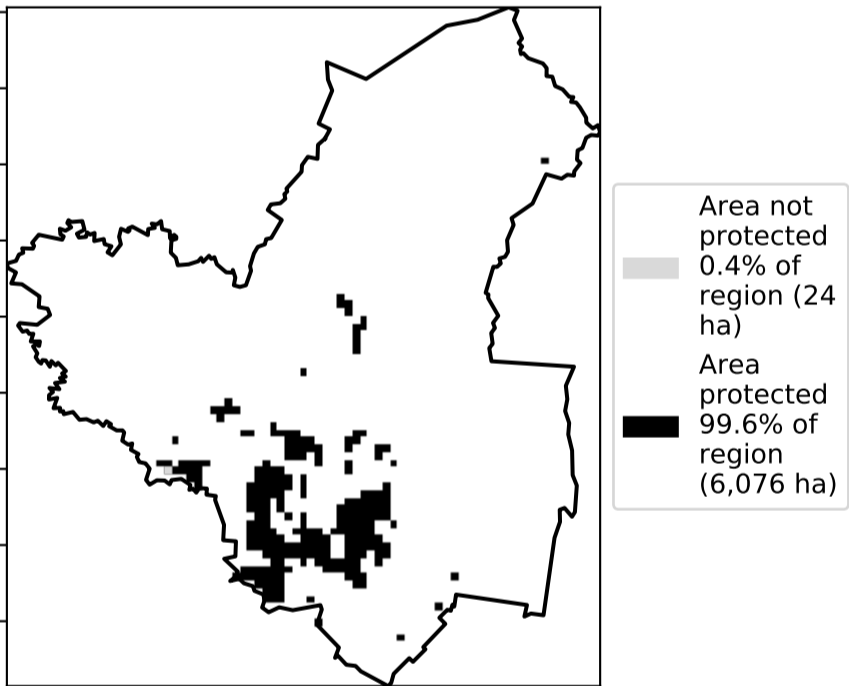 Area not
protected
0.4% of
region (24
ha)
Area
protected
99.6% of
region
(6,076 ha)